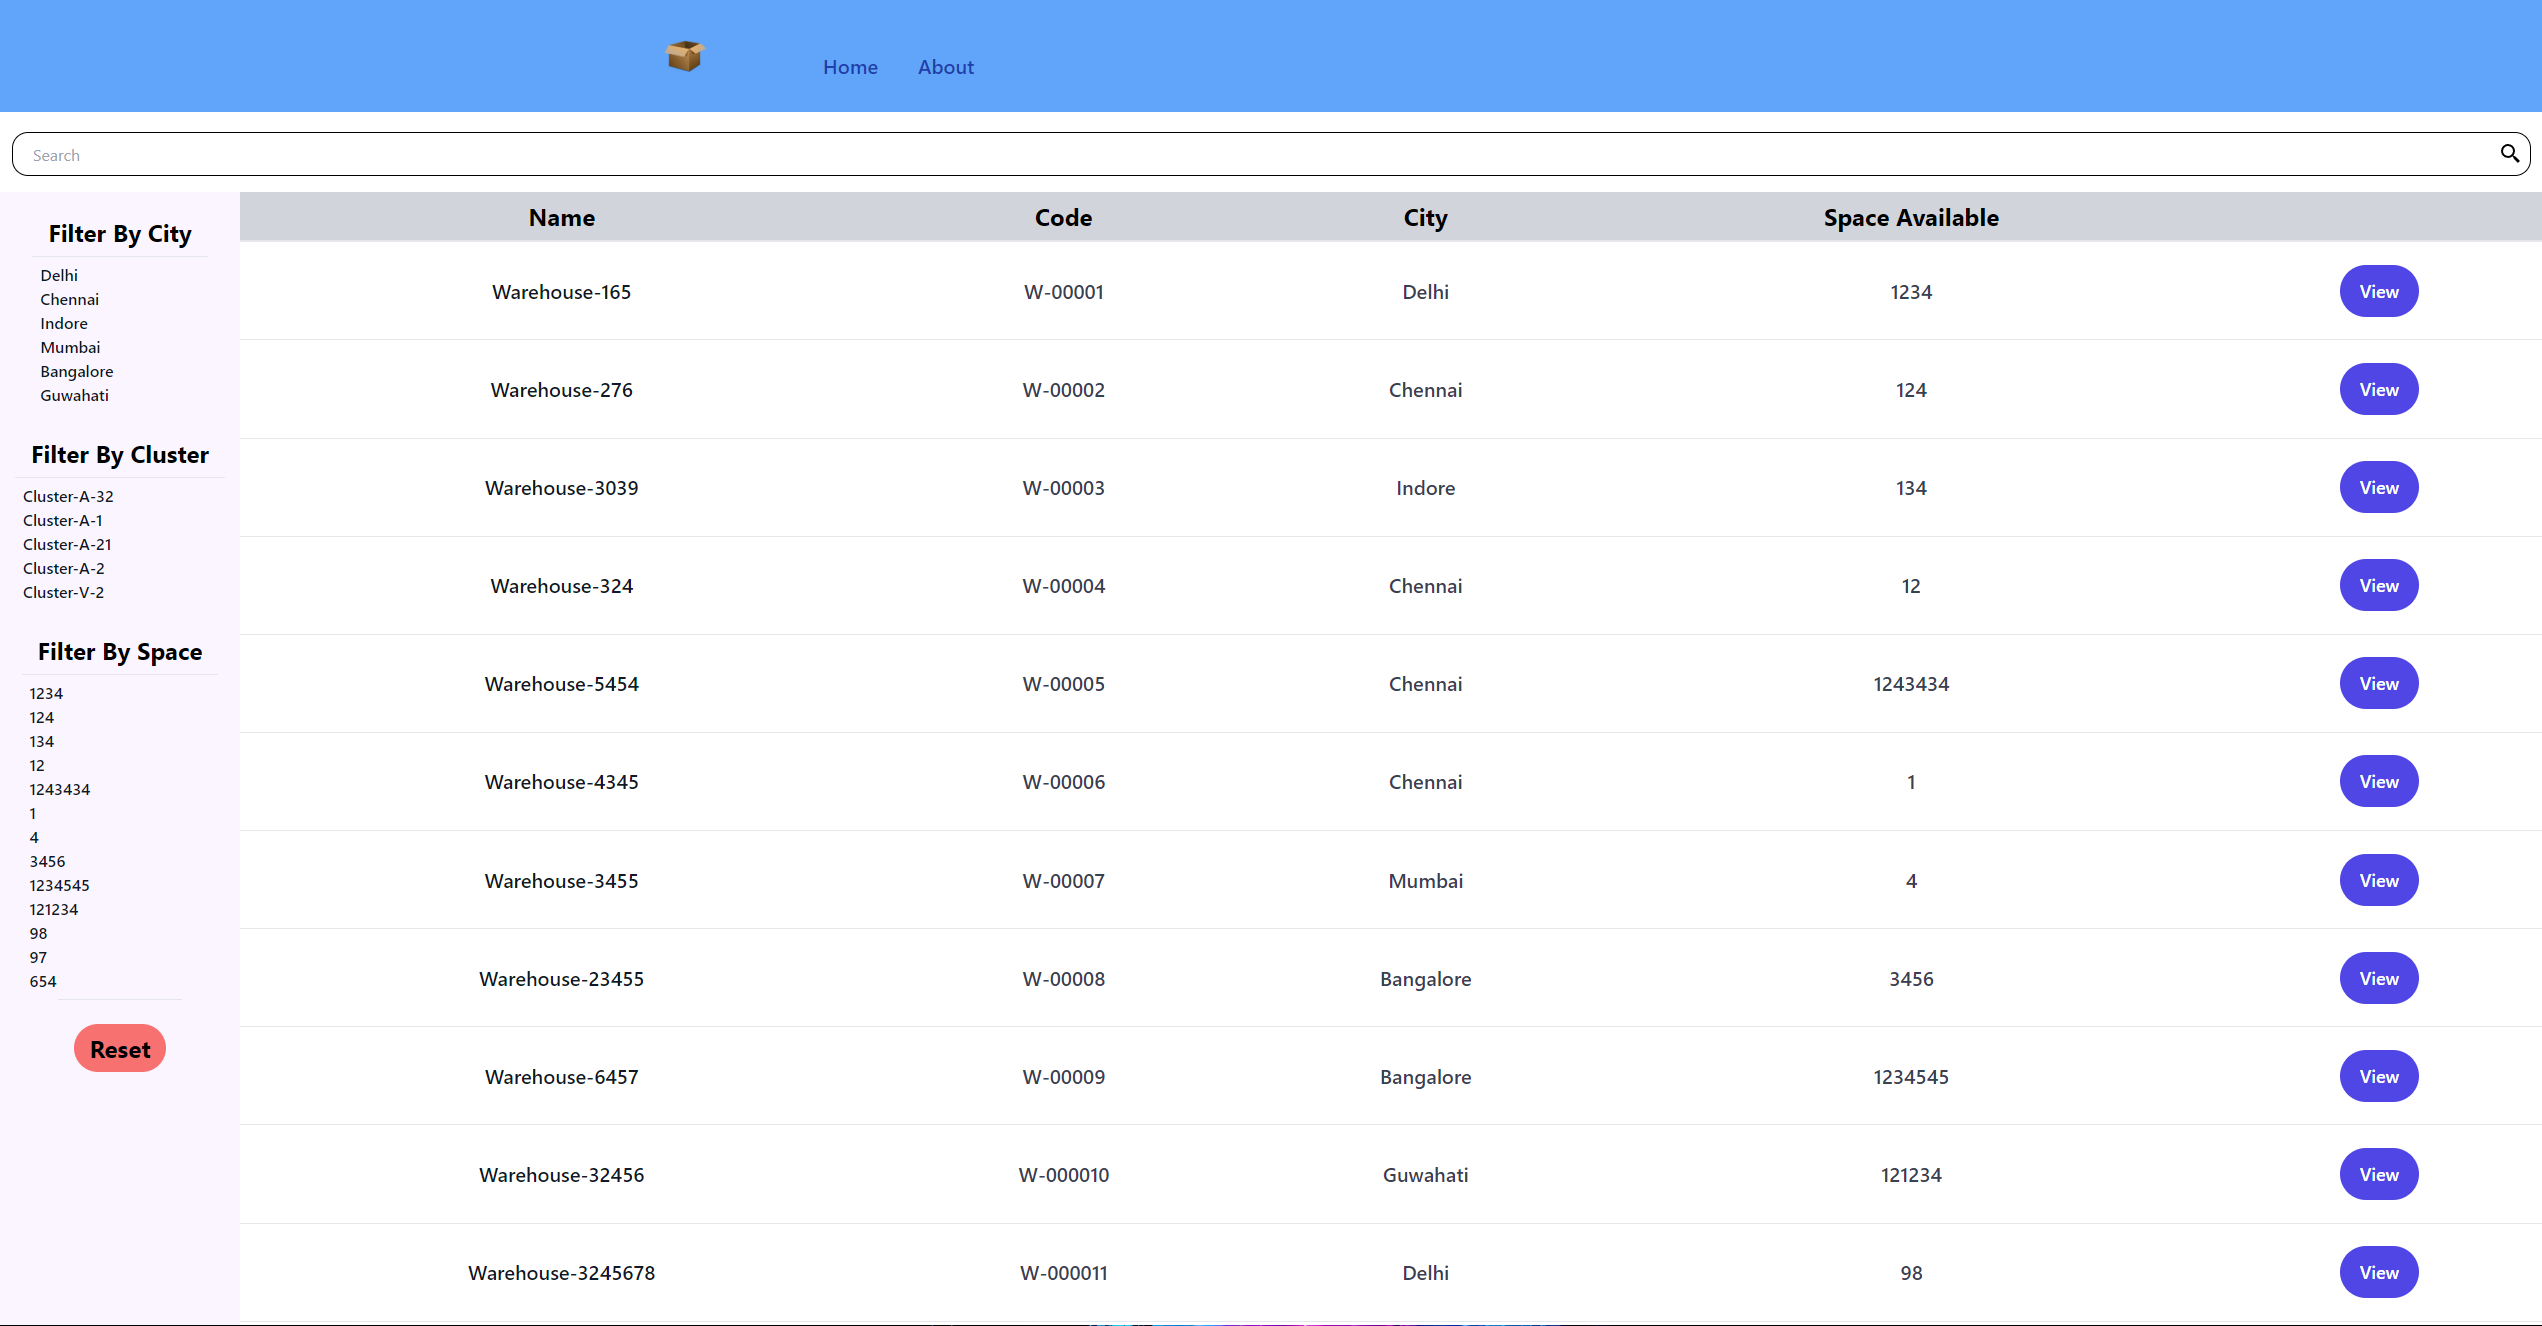 Home About
Search
Filter By City
Delhi
Chennai
Indore
Mumbai
Bangalore
Guwahati
Filter By Cluster
Cluster-A-32
Cluster-A-1
Cluster-A-21
Cluster-A-2
Cluster-V-2
Filter By Space
1234
124
134
12
1243434
1
4
3456
1234545
121234
98
97
654
Reset
Name Code City Space Available
Warehouse-165 W-00001 Delhi 1234 View
Warehouse-276 W-00002 Chennai 124 View
Warehouse-3039 W-00003 Indore 134 View
Warehouse-324 W-00004 Chennai 12 View
Warehouse-5454 W-00005 Chennai 1243434 View
Warehouse-4345 W-00006 Chennai 1 View
Warehouse-3455 W-00007 Mumbai 4 View
Warehouse-23455 W-00008 Bangalore 3456 View
Warehouse-6457 W-00009 Bangalore 1234545 View
Warehouse-32456 W-000010 Guwahati 121234 View
Warehouse-3245678 W-000011 Delhi 98 View